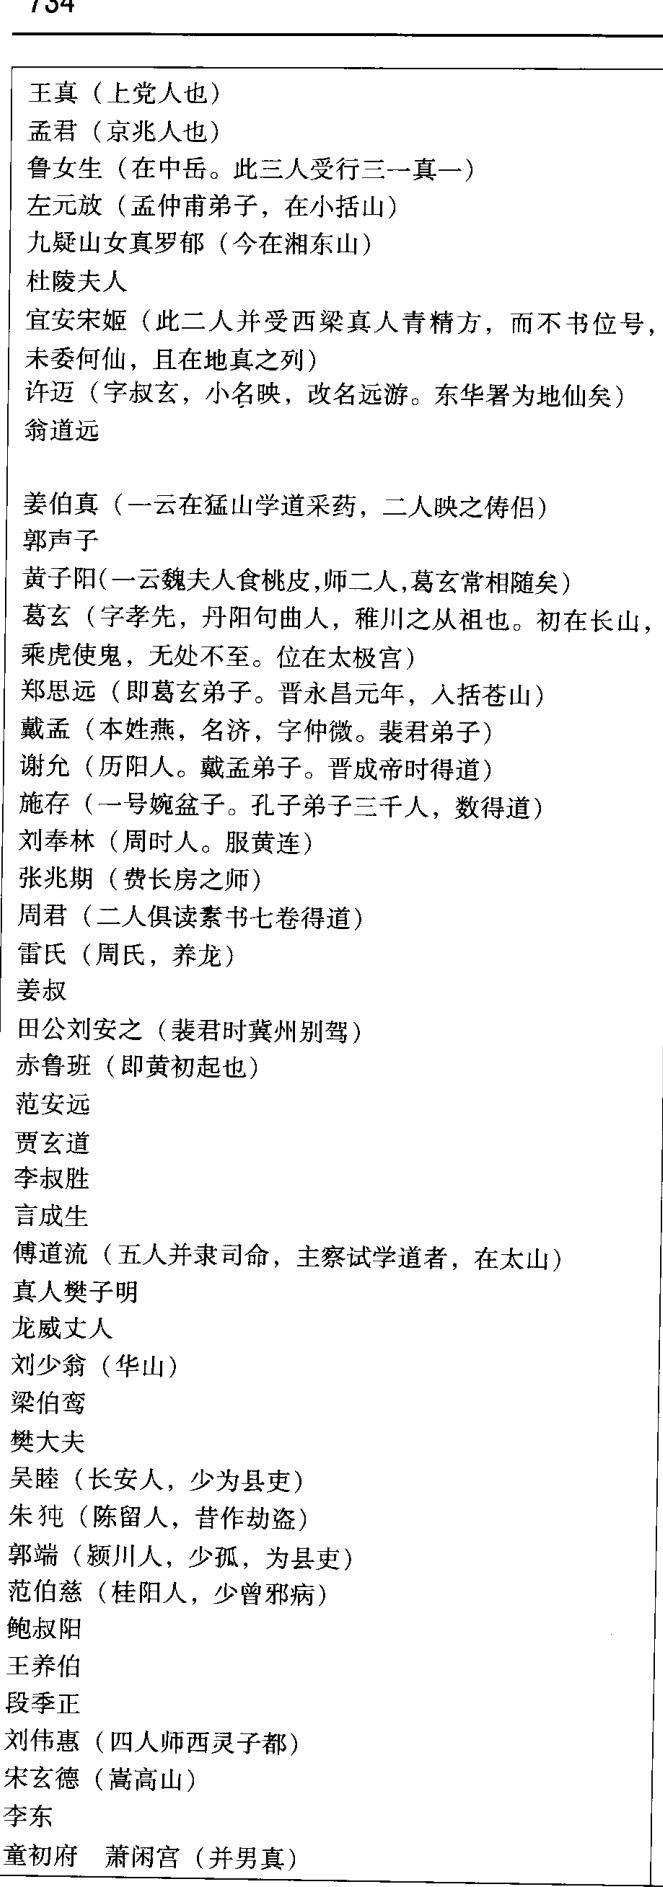 734
王真（上党人也）
孟君（京兆人也）
鲁女生（在中岳。此三人受行三一真一）
左元放（孟仲甫弟子，在小括山）
九疑山女真罗郁（今在湘东山）
杜陵夫人
宜安宋姬（此二人并受西梁真人青精方，而不书位号，
未委何仙，且在地真之列）
许迈（字叔玄，小名映，改名远游。东华署为地仙矣）
翁道远
姜伯真（一云在猛山学道采药，二人映之俦侣）
郭声子
黄子阳(一云魏夫人食桃皮,师二人,葛玄常相随矣）
葛玄（字孝先，丹阳句曲人，稚川之从祖也。初在长山，
乘虎使鬼，无处不至。位在太极宫）
郑思远（即葛玄弟子。晋永昌元年，入括苍山）
戴孟（本姓燕，名济，字仲微。裴君弟子）
谢允（历阳人。戴孟弟子。晋成帝时得道）
施存（一号婉盆子。孔子弟子三千人，数得道）
刘奉林（周时人。服黄连）
张兆期（费长房之师）
周君（二人俱读素书七卷得道）
雷氏（周氏，养龙）
姜叔
田公刘安之（裴君时冀州别驾）
赤鲁班（即黄初起也）
范安远
贾玄道
李叔胜
言成生
傅道流（五人并隶司命，主察试学道者，在太山）
真人樊子明
龙威丈人
刘少翁（华山）
梁伯鸾
樊大夫
吴睦（长安人，少为县吏）
朱㹠（陈留人，昔作劫盗）
郭端（颍川人，少孤，为县吏）
范伯慈（桂阳人，少曾邪病）
鲍叔阳
王养伯
段季正
刘伟惠（四人师西灵子都）
宋玄德（嵩高山）
李东
童初府　萧闲宫（并男真）